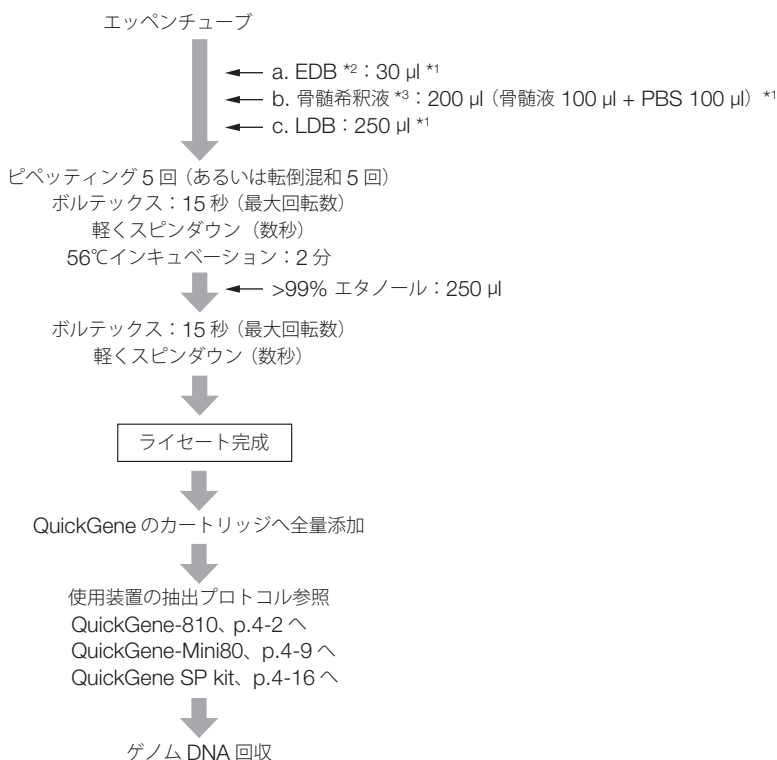 エッペンチューブ
a. EDB *2：30 µl *1
b. 骨髄希釈液 *3：200 µl（骨髄液 100 µl + PBS 100 µl）*1
c. LDB：250 µl *1
ピペッティング 5 回（あるいは転倒混和 5 回）
ボルテックス：15 秒（最大回転数）
軽くスピンダウン（数秒）
56℃インキュベーション：2 分
>99% エタノール：250 µl
ボルテックス：15 秒（最大回転数）
軽くスピンダウン（数秒）
ライセート完成
QuickGene のカートリッジへ全量添加
使用装置の抽出プロトコル参照
QuickGene-810、p.4-2 へ
QuickGene-Mini80、p.4-9 へ
QuickGene SP kit、p.4-16 へ
ゲノム DNA 回収